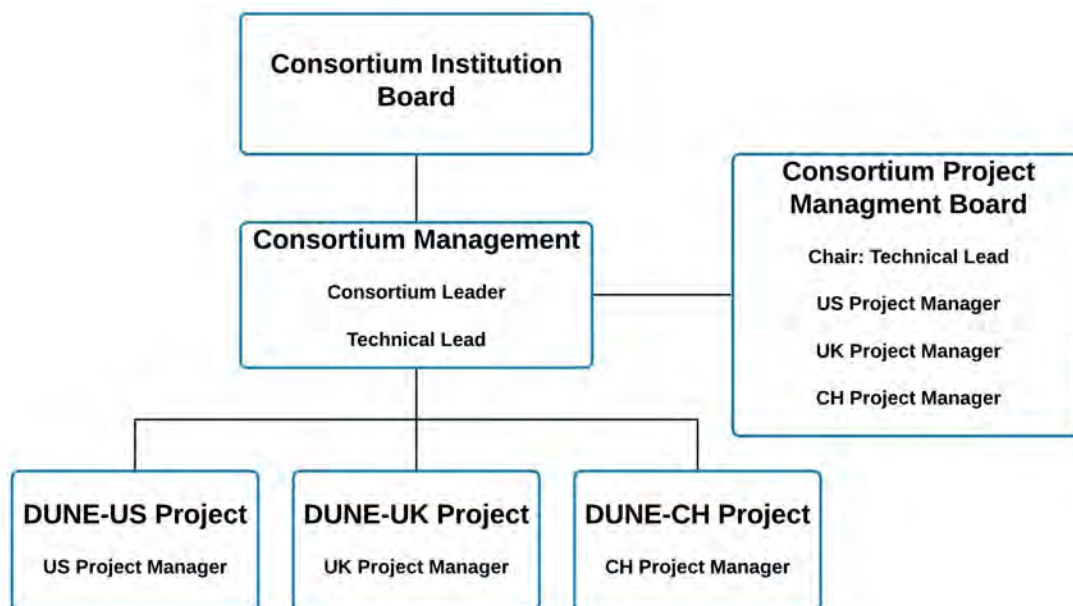 Consortium Institution
Board
Consortium Project
Managment Board
Chair: Technical Lead
US Project Manager
UK Project Manager
CH Project Manager
Consortium Management
Consortium Leader
Technical Lead
DUNE-US Project
US Project Manager
DUNE-UK Project
UK Project Manager
DUNE-CH Project
CH Project Manager